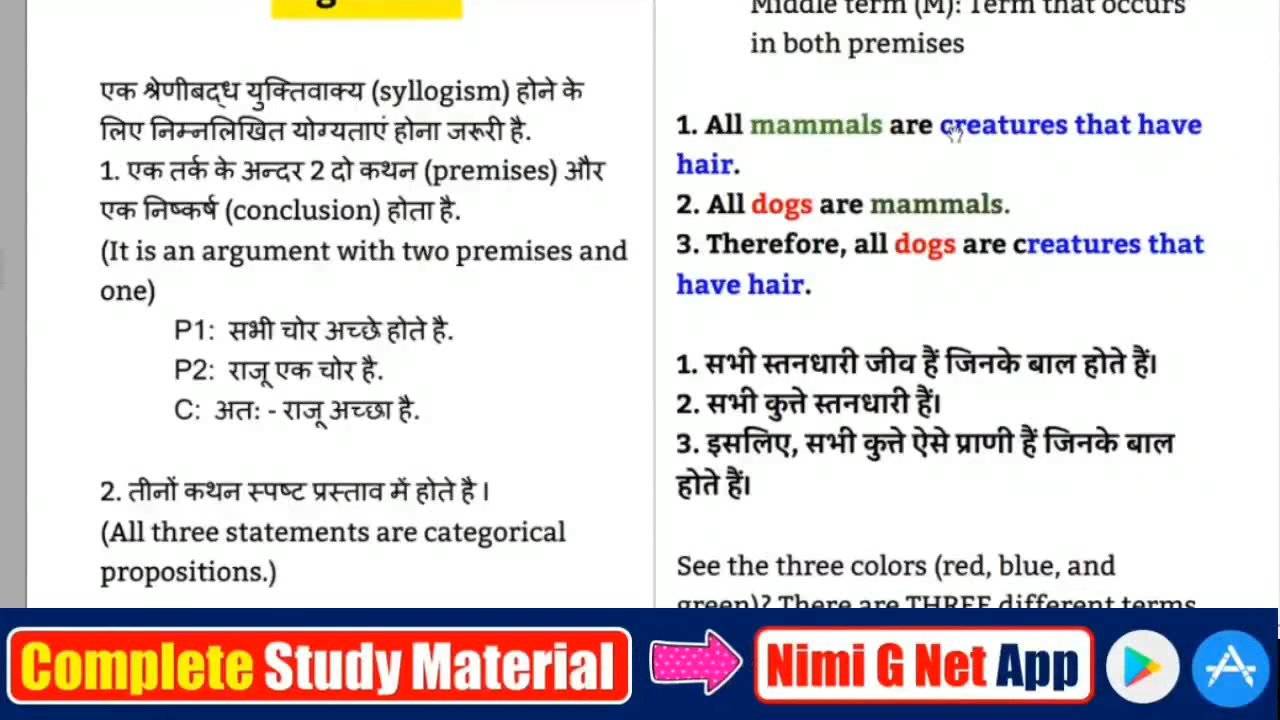 एक श्रेणीबद्ध युक्तिवाक्य (syllogism) होने के
लिए निम्नलिखित योग्यताएं होना जरूरी है.
1. एक तर्क के अन्दर 2 दो कथन (premises) और
एक निष्कर्ष (conclusion) होता है.
(It is an argument with two premises and
one)
P1: सभी चोर अच्छे होते है.
P2: राजू एक चोर है.
C: अतः - राजू अच्छा है.
2. तीनों कथन स्पष्ट प्रस्ताव में होते है ।
(All three statements are categorical
propositions.)
Middle term (M): Term that occurs
in both premises
1. All mammals are creatures that have
hair.
2. All dogs are mammals.
3. Therefore, all dogs are creatures that
have hair.
1. सभी स्तनधारी जीव हैं जिनके बाल होते हैं।
2. सभी कुत्ते स्तनधारी हैं।
3. इसलिए, सभी कुत्ते ऐसे प्राणी हैं जिनके बाल
होते हैं।
See the three colors (red, blue, and
green)? There are THREE different terms
Complete Study Material
Nimi G Net App